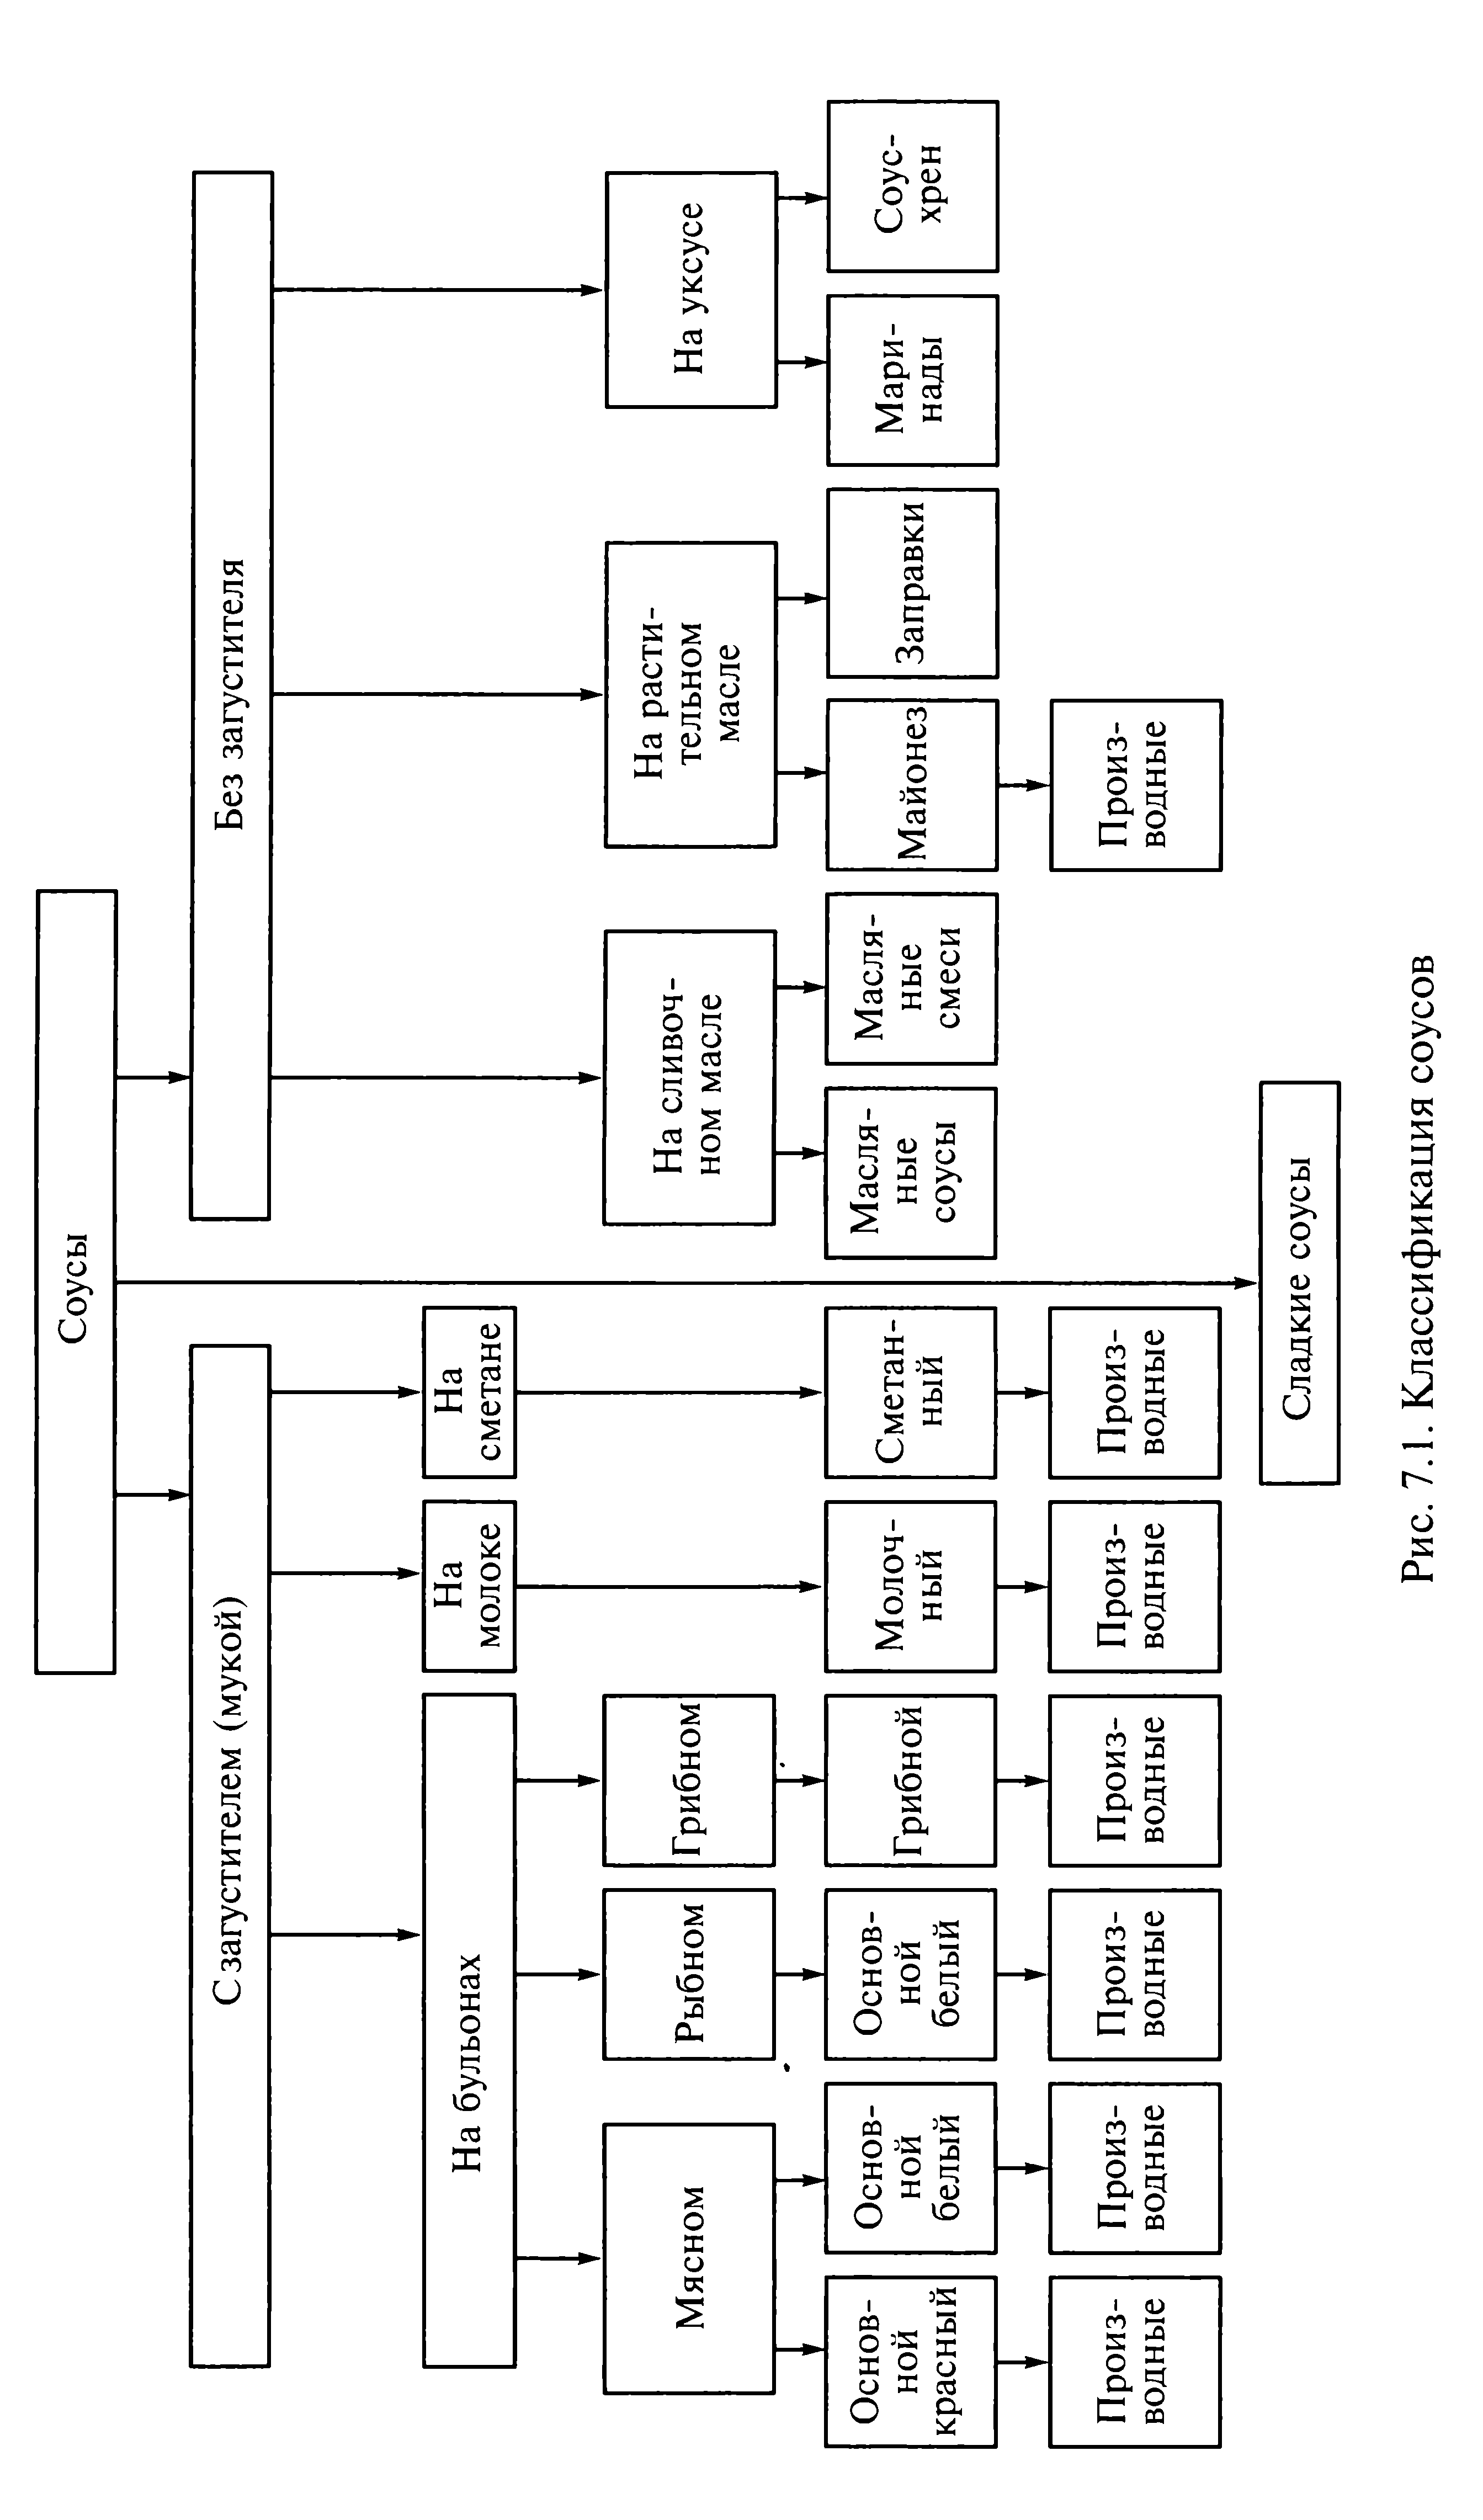 Соусы
С загустителем (мукой)
Без загустителя
На бульонах
На
молоке
На
сметане
Мясном
Рыбном
Грибном
На сливоч-
ном масле
На расти-
тельном
масле
На уксусе
Основ-
ной
красный
Основ-
ной
белый
Основ-
ной
белый
Грибной
Молоч-
ный
Сметан-
ный
Масля-
ные
соусы
Масля-
ные
смеси
Майонез
Заправки
Мари-
нады
Соус-
хрен
Произ-
водные
Произ-
водные
Произ-
водные
Произ-
водные
Произ-
водные
Произ-
водные
Произ-
водные
Сладкие соусы
Рис. 7.1. Классификация соусов